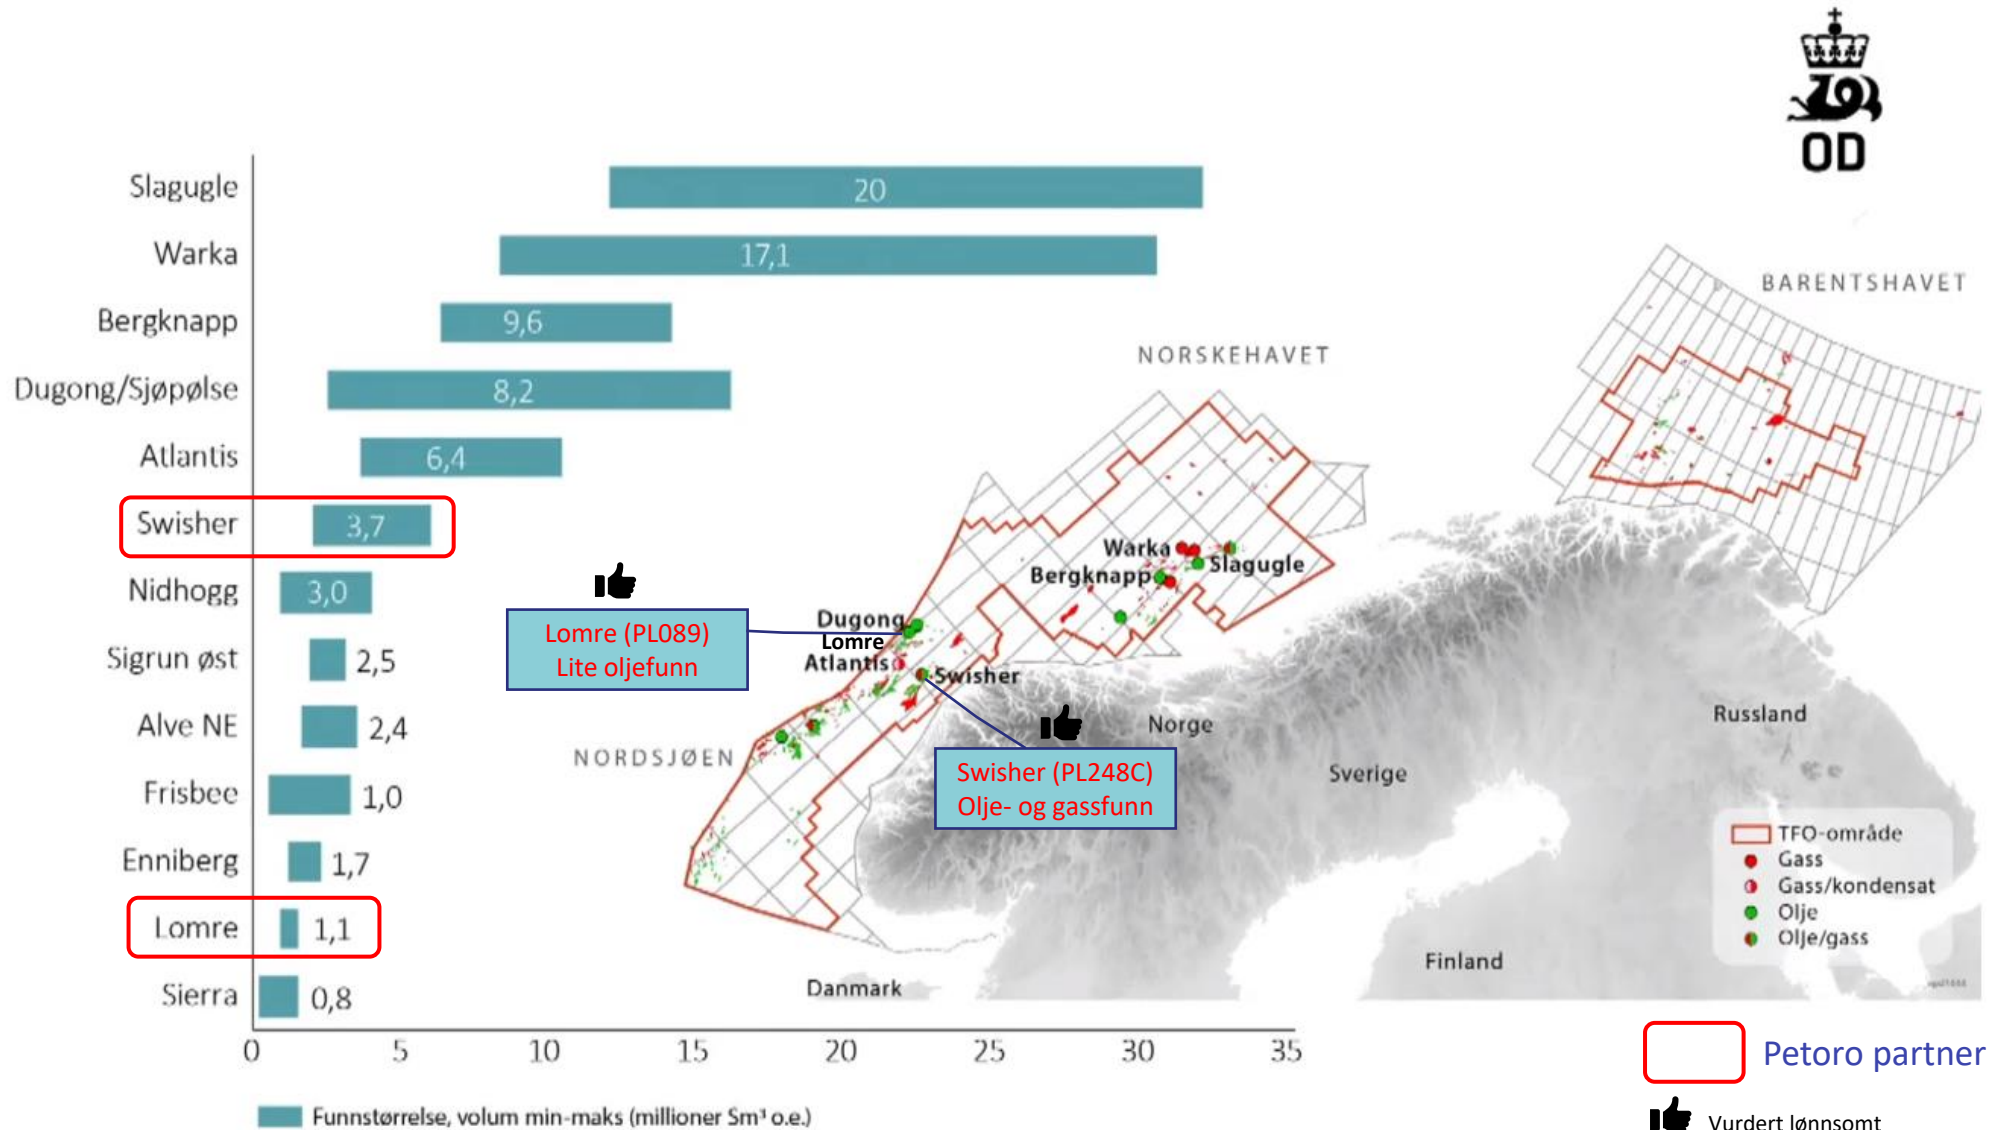 OD
Slagugle
20
Warka
17,1
Bergknapp
9,6
Dugong/Sjøpølse
8,2
Atlantis
6,4
Swisher
3,7
Nidhogg
3,0
Sigrun øst
2,5
Alve NE
2,4
Frisbee
1,0
Enniberg
1,7
Lomre
1,1
Sierra
0,8
0 5 10 15 20 25 30 35
Funnstørrelse, volum min-maks (millioner Sm³ o.e.)
BARENTSHAVET
NORSKEHAVET
Warka
Slagugle
Bergknapp
Dugong
Lomre
Atlantis
Swisher
Lomre (PL089)
Lite oljefunn
NORDSJØEN
Norge
Swisher (PL248C)
Olje- og gassfunn
Sverige
Russland
Finland
Danmark
TFO-område
Gass
Gass/kondensat
Olje
Olje/gass
Petoro partner
Vurdert lønnsomt